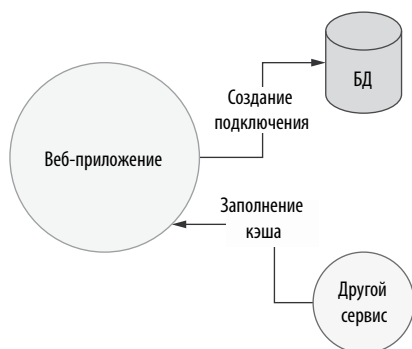 БД
Создание
подключения
Веб-приложение
Заполнение
кэша
Другой
сервис